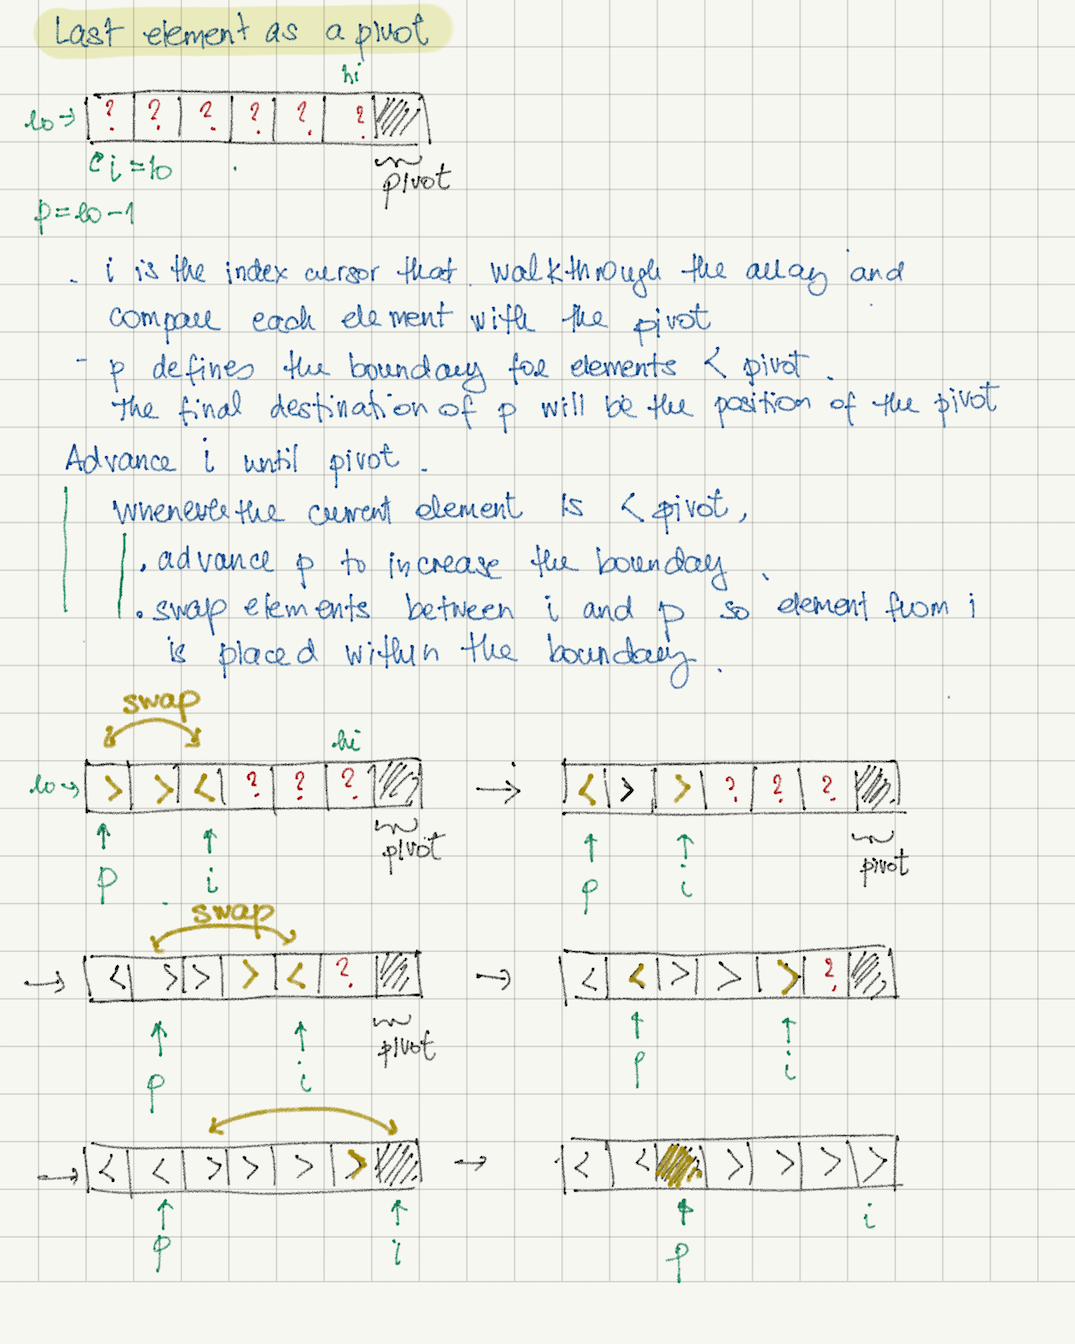 Last element as a pivot
hi
lo → ? ? ? ? ? ?
i = lo
pivot
p = lo - 1
. i is the index cursor that walkthrough the array and
compare each element with the pivot
- p defines the boundary for elements < pivot.
The final destination of p will be the position of the pivot
Advance i until pivot.
whenever the current element is < pivot,
. advance p to increase the boundary.
. swap elements between i and p so element from i
is placed within the boundary.
swap
hi
lo → > > < ? ? ? → < > > ? ? ?
pivot pivot
p i p i
swap
→ < > > > < ? → < < > > > ?
pivot
p i p i
→ < < > > > > → < < > > > >
p i p i